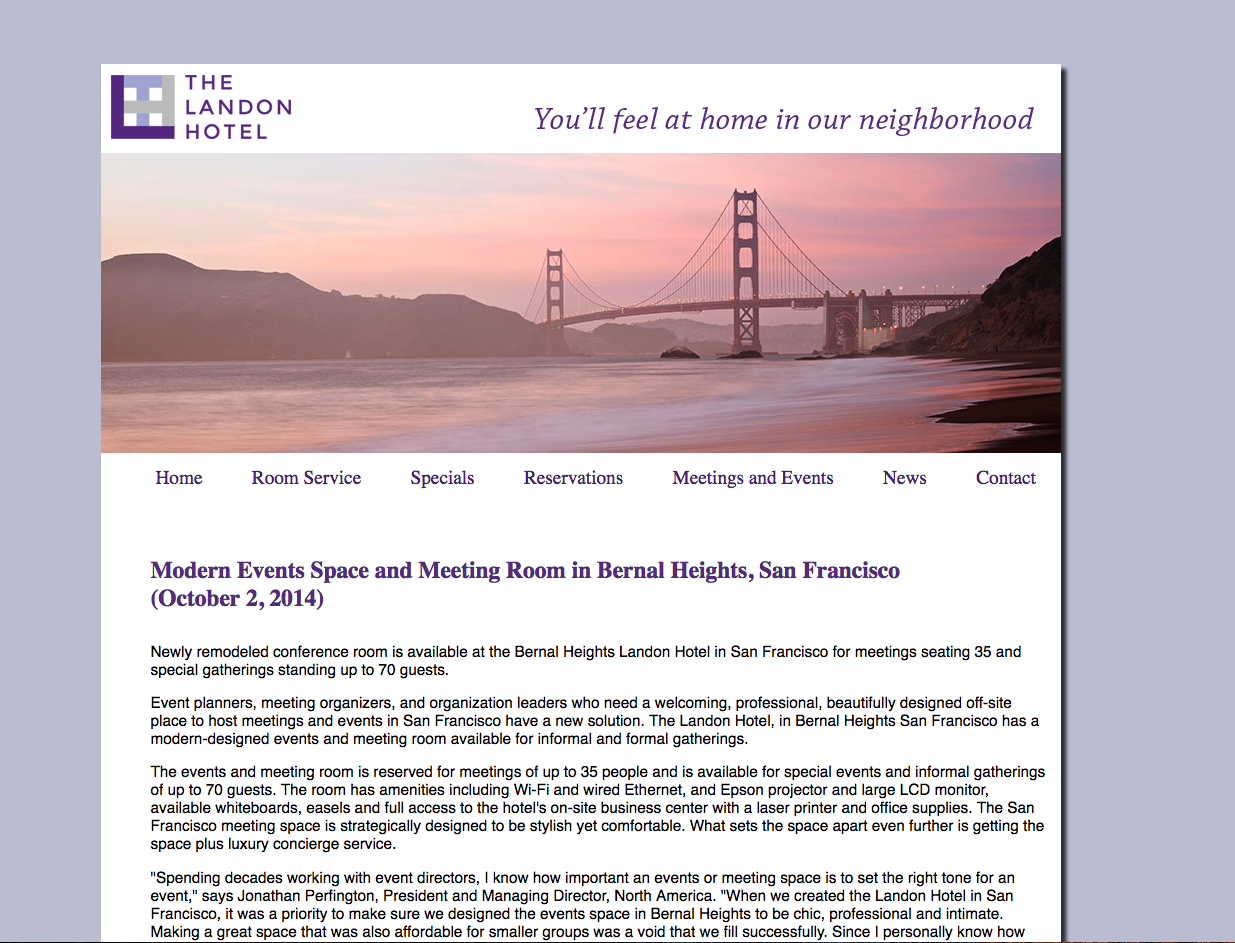 THE
LANDON
HOTEL
You'll feel at home in our neighborhood
Home Room Service Specials Reservations Meetings and Events News Contact
Modern Events Space and Meeting Room in Bernal Heights, San Francisco
(October 2, 2014)
Newly remodeled conference room is available at the Bernal Heights Landon Hotel in San Francisco for meetings seating 35 and
special gatherings standing up to 70 guests.
Event planners, meeting organizers, and organization leaders who need a welcoming, professional, beautifully designed off-site
place to host meetings and events in San Francisco have a new solution. The Landon Hotel, in Bernal Heights San Francisco has a
modern-designed events and meeting room available for informal and formal gatherings.
The events and meeting room is reserved for meetings of up to 35 people and is available for special events and informal gatherings
of up to 70 guests. The room has amenities including Wi-Fi and wired Ethernet, and Epson projector and large LCD monitor,
available whiteboards, easels and full access to the hotel's on-site business center with a laser printer and office supplies. The San
Francisco meeting space is strategically designed to be stylish yet comfortable. What sets the space apart even further is getting the
space plus luxury concierge service.
"Spending decades working with event directors, I know how important an events or meeting space is to set the right tone for an
event," says Jonathan Perfington, President and Managing Director, North America. "When we created the Landon Hotel in San
Francisco, it was a priority to make sure we designed the events space in Bernal Heights to be chic, professional and intimate.
Making a great space that was also affordable for smaller groups was a void that we fill successfully. Since I personally know how